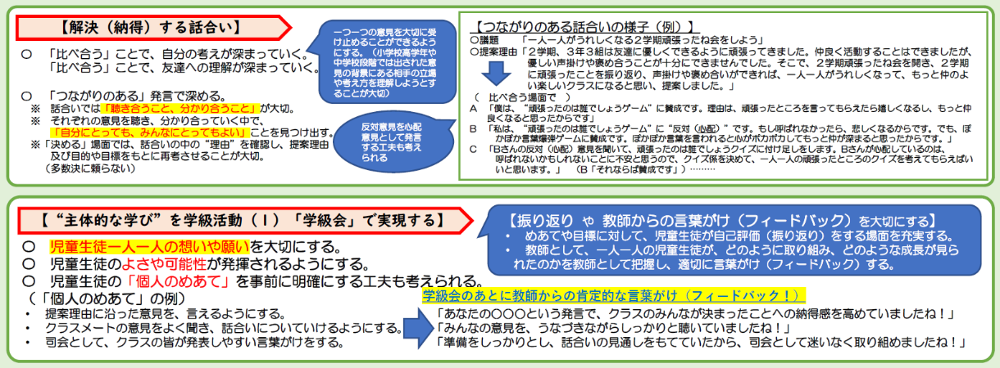 【解決（納得）する話合い】
○　「比べ合う」ことで、自分の考えが深まっていく。
「比べ合う」ことで、友達への理解が深まっていく。
○　「つながりのある」発言で深める。
※　話合いでは「聴き合うこと、分かり合うこと」が大切。
※　それぞれの意見を聴き、分かり合っていく中で、
「自分にとっても、みんなにとってもよい」ことを見つけ出す。
※「決める」場面では、話合いの中の“理由”を確認し、提案理由
及び目的や目標をもとに再考させることが大切。
（多数決に頼らない）
一つ一つの意見を大切に受
け止めることができるよう
にする。（小学校高学年や
中学校段階では出された意
見の背景にある相手の立場
や考え方を理解しようとす
ることが大切）
反対意見を心配
意見として発言
する工夫も考え
られる
【つながりのある話合いの様子（例）】
○議題　　「一人一人がうれしくなる２学期頑張ったね会をしよう」
○提案理由「２学期、３年３組は友達に優しくできるように頑張ってきました。仲良く活動することはできましたが、
優しい声掛けや褒め合うことが十分にできませんでした。そこで、２学期頑張ったね会を開き、２学期
に頑張ったことを振り返り、声掛けや褒め合いができれば、一人一人がうれしくなって、もっと仲のよ
い楽しいクラスになると思い、提案しました。」
（　比べ合う場面で　）
A　「僕は、“頑張ったのは誰でしょうゲーム”に賛成です。理由は、頑張ったところを言ってもらえたら嬉しくなるし、もっと仲
良くなると思ったからです」
B　「私は、“頑張ったのは誰でしょうゲーム”に“反対（心配）”です。もし呼ばれなかったら、悲しくなるからです。でも、ぽ
かぽか言葉爆弾ゲームに賛成です。ぽかぽか言葉を言われると心がポカポカしてもっと仲が深まると思ったからです。」
C　「Bさんの反対（心配）意見を聞いて、頑張ったのは誰でしょうクイズに付け足しをします。Bさんが心配しているのは、
呼ばれないかもしれないことに不安と思うので、クイズ係を決めて、一人一人の頑張ったところのクイズを考えてもらえばい
いと思います。」　（B「それならば賛成です」）………
【“主体的な学び”を学級活動（１）「学級会」で実現する】
○　児童生徒一人一人の想いや願いを大切にする。
○　児童生徒のよさや可能性が発揮されるようにする。
○　児童生徒の「個人のめあて」を事前に明確にする工夫も考えられる。
（「個人のめあて」の例）
・　提案理由に沿った意見を、言えるようにする。
・　クラスメートの意見をよく聞き、話合いについていけるようにする。
・　司会として、クラスの皆が発表しやすい言葉がけをする。
【振り返り や 教師からの言葉がけ（フィードバック）を大切にする】
・　めあてや目標に対して、児童生徒が自己評価（振り返り）をする場面を充実する。
・　教師として、一人一人の児童生徒が、どのように取り組み、どのような成長が見ら
れたのかを教師として把握し、適切に言葉がけ（フィードバック）する。
学級会のあとに教師からの肯定的な言葉がけ（フィードバック！）
「あなたの○○○という発言で、クラスのみんなが決まったことへの納得感を高めていましたね！」
「みんなの意見を、うなづきながらしっかりと聴いていましたね！」
「準備をしっかりとし、話合いの見通しをもてていたから、司会として迷いなく取り組めましたね！」